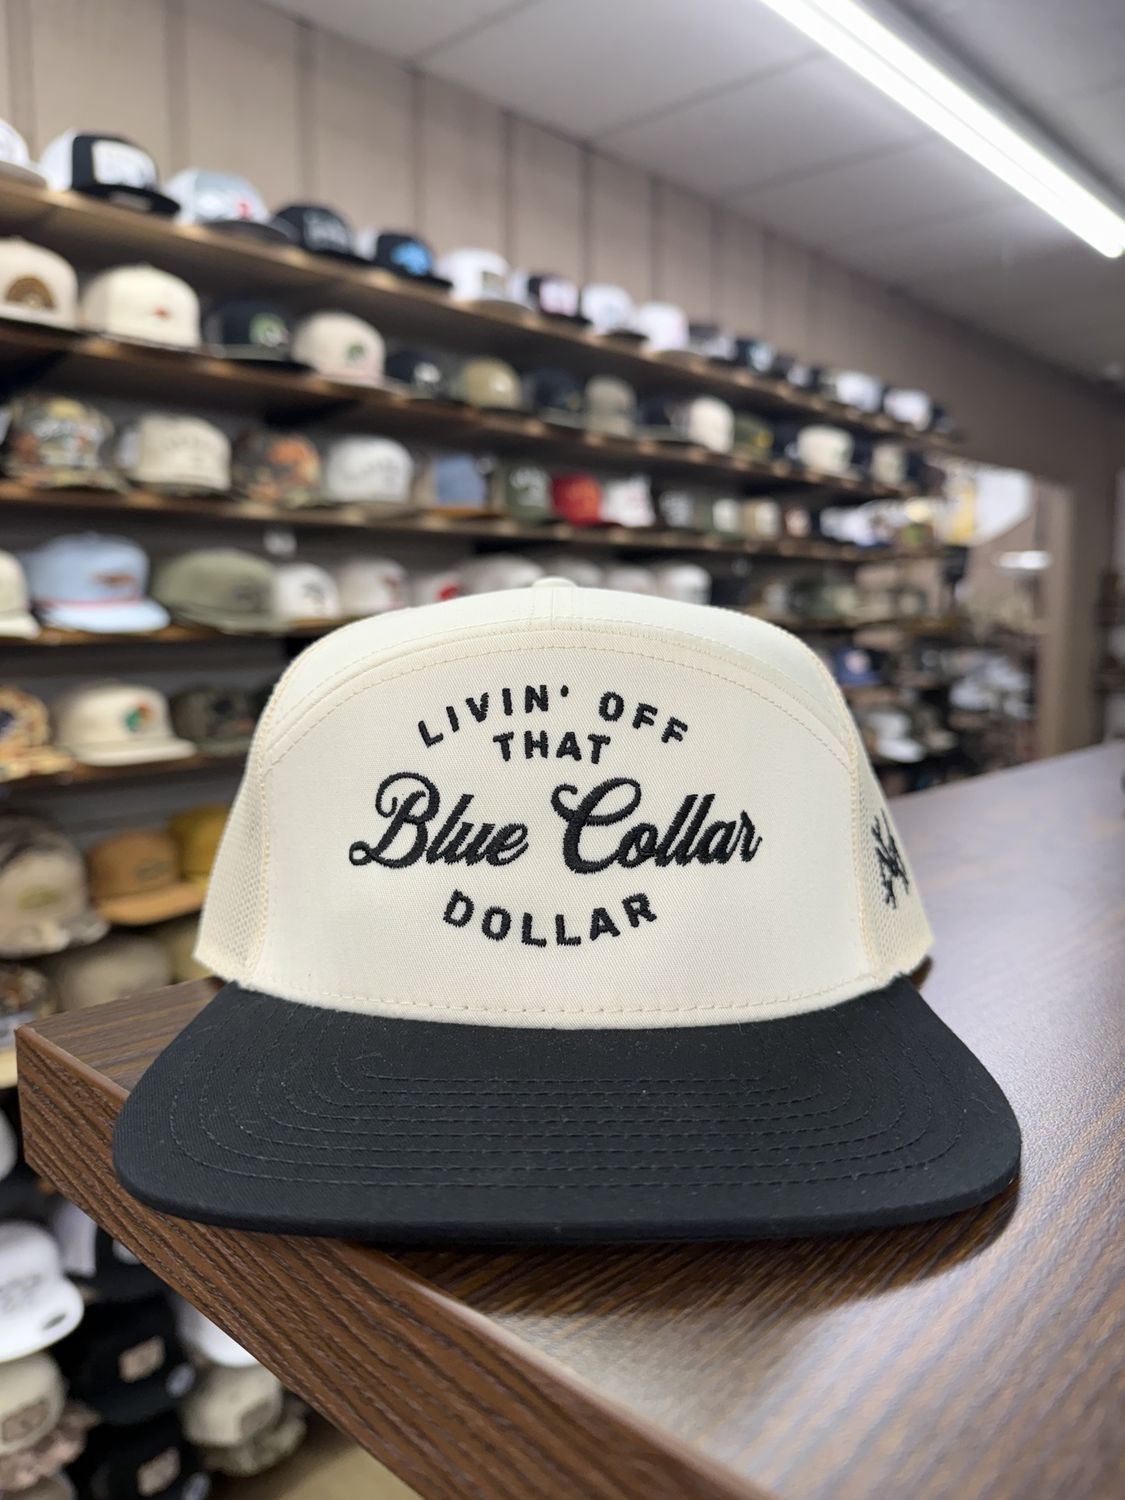 LIVIN' OFF
THAT
Blue Collar
DOLLAR